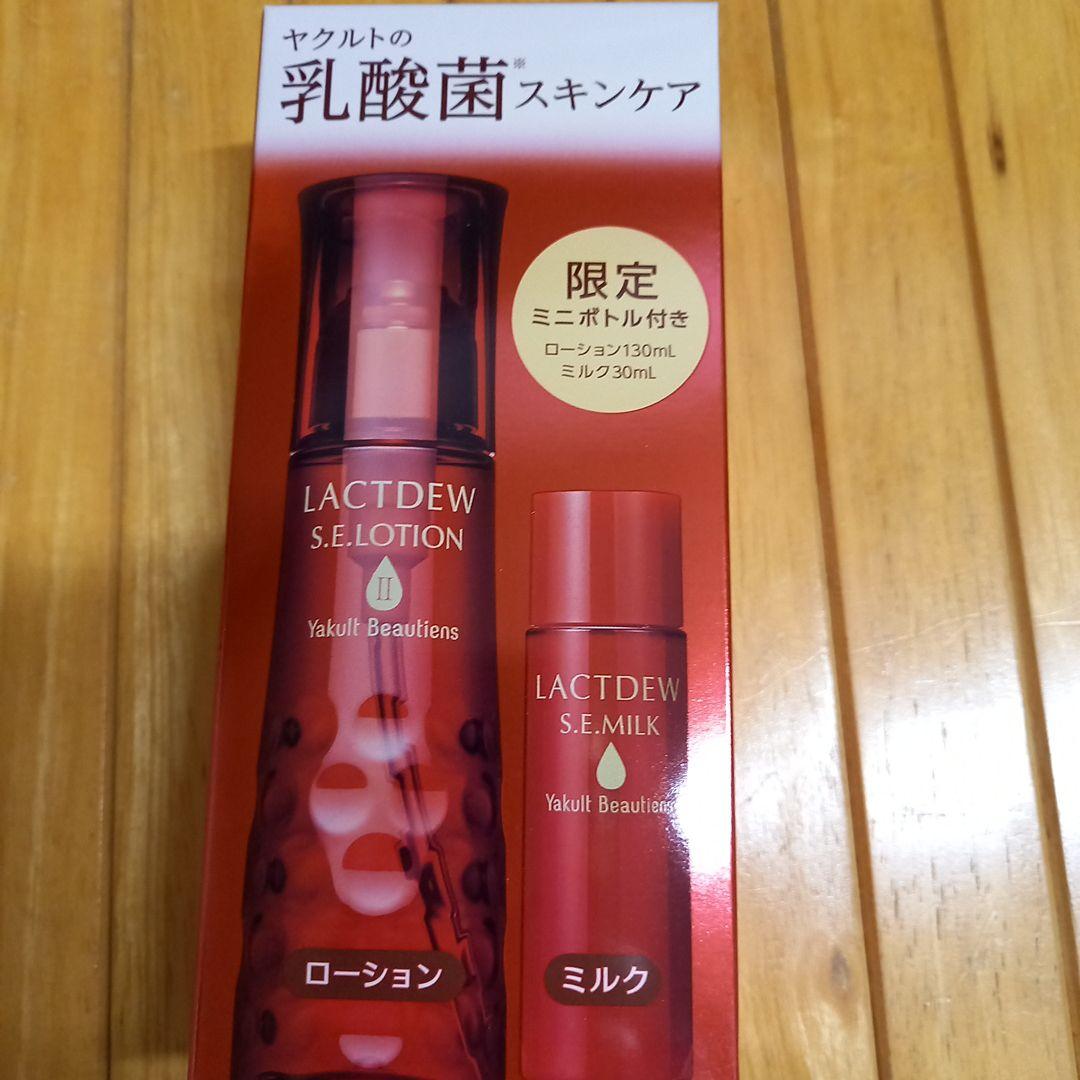 ヤクルトの
乳酸菌※スキンケア
限定
ミニボトル付き
ローション130mL
ミルク30mL
LACTDEW
S.E.LOTION
II
Yakult Beautiens
LACTDEW
S.E.MILK
Yakult Beautiens
ローション
ミルク